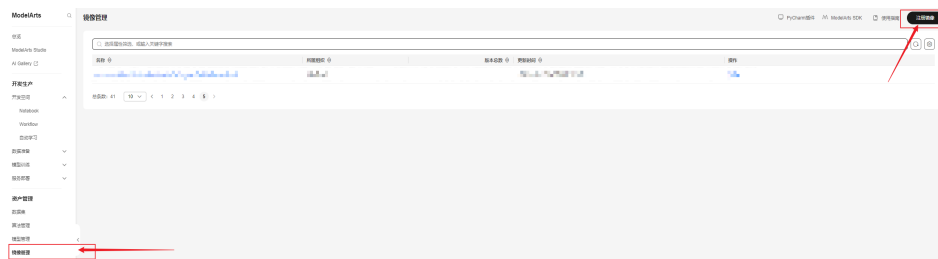 ModelArts
总览
ModelArts Studio
AI Gallery
开发生产
开发空间
Notebook
Workflow
自动学习
数据准备
模型训练
服务部署
资产管理
数据集
算法管理
模型管理
镜像管理
镜像管理
PyCharm插件
ModelArts SDK
使用指南
注册镜像
选择属性筛选，或输入关键字搜索
名称
所属组织
版本总数
更新时间
操作
总条数: 41
10
1 2 3 4 5